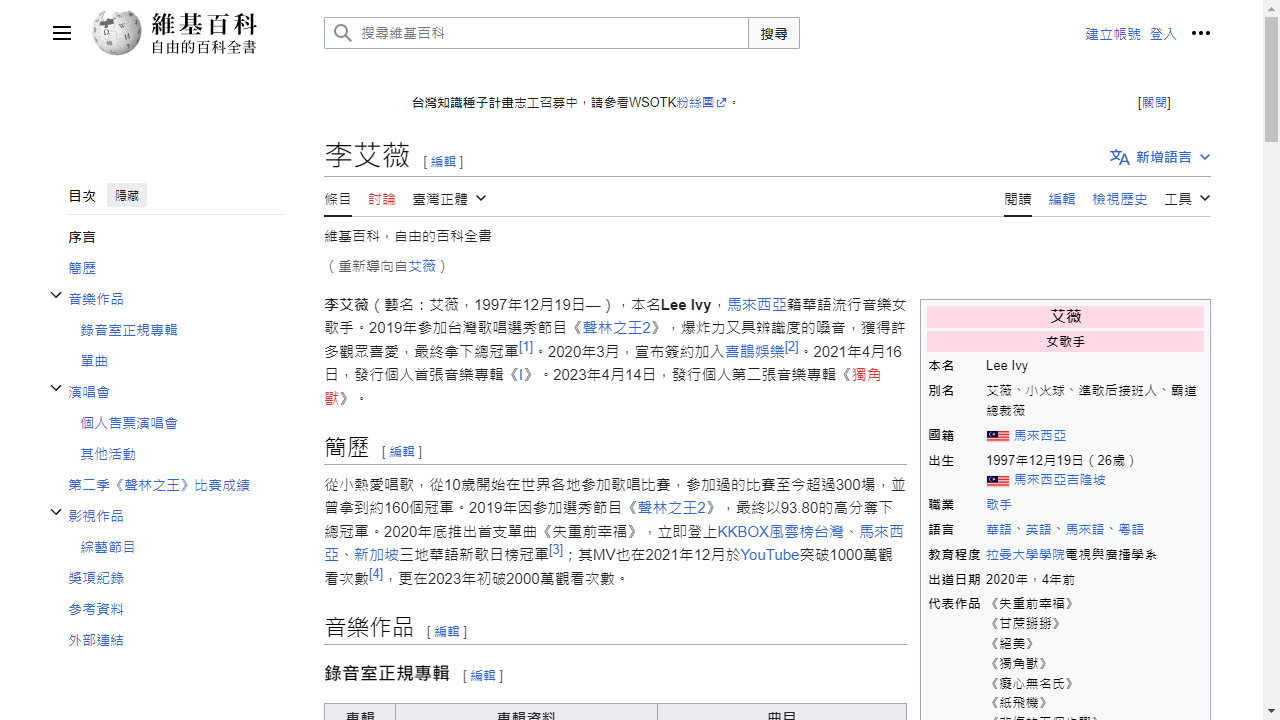 維基百科
自由的百科全書
搜尋維基百科
搜尋
建立帳號 登入
台灣知識種子計畫志工召募中，請參看WSOTK粉絲團。
[關閉]
李艾薇 [編輯]
新增語言
目次 隱藏
序言
簡歷
音樂作品
錄音室正規專輯
單曲
演唱會
個人售票演唱會
其他活動
第二季《聲林之王》比賽成績
影視作品
綜藝節目
獎項紀錄
參考資料
外部連結
條目 討論 臺灣正體
閱讀 編輯 檢視歷史 工具
維基百科，自由的百科全書
（重新導向自艾薇）
李艾薇（藝名：艾薇，1997年12月19日—），本名Lee Ivy，馬來西亞籍華語流行音樂女
歌手。2019年參加台灣歌唱選秀節目《聲林之王2》，爆炸力又具辨識度的嗓音，獲得許
多觀眾喜愛，最終拿下總冠軍[1]。2020年3月，宣布簽約加入喜鵲娛樂[2]。2021年4月16
日，發行個人首張音樂專輯《I》。2023年4月14日，發行個人第二張音樂專輯《獨角
獸》。
簡歷 [編輯]
從小熱愛唱歌，從10歲開始在世界各地參加歌唱比賽，參加過的比賽至今超過300場，並
曾拿到約160個冠軍。2019年因參加選秀節目《聲林之王2》，最終以93.80的高分奪下
總冠軍。2020年底推出首支單曲《失重前幸福》，立即登上KKBOX風雲榜台灣、馬來西
亞、新加坡三地華語新歌日榜冠軍[3]；其MV也在2021年12月於YouTube突破1000萬觀
看次數[4]，更在2023年初破2000萬觀看次數。
音樂作品 [編輯]
錄音室正規專輯 [編輯]
專輯 專輯資料 曲目
艾薇
女歌手
本名 Lee Ivy
別名 艾薇、小火球、準歌后接班人、霸道
總裁薇
國籍 馬來西亞
出生 1997年12月19日（26歲）
馬來西亞吉隆坡
職業 歌手
語言 華語、英語、馬來語、粵語
教育程度 拉曼大學學院電視與廣播學系
出道日期 2020年，4年前
代表作品 《失重前幸福》
《甘蔗掰掰》
《絕美》
《獨角獸》
《癡心無名氏》
《紙飛機》